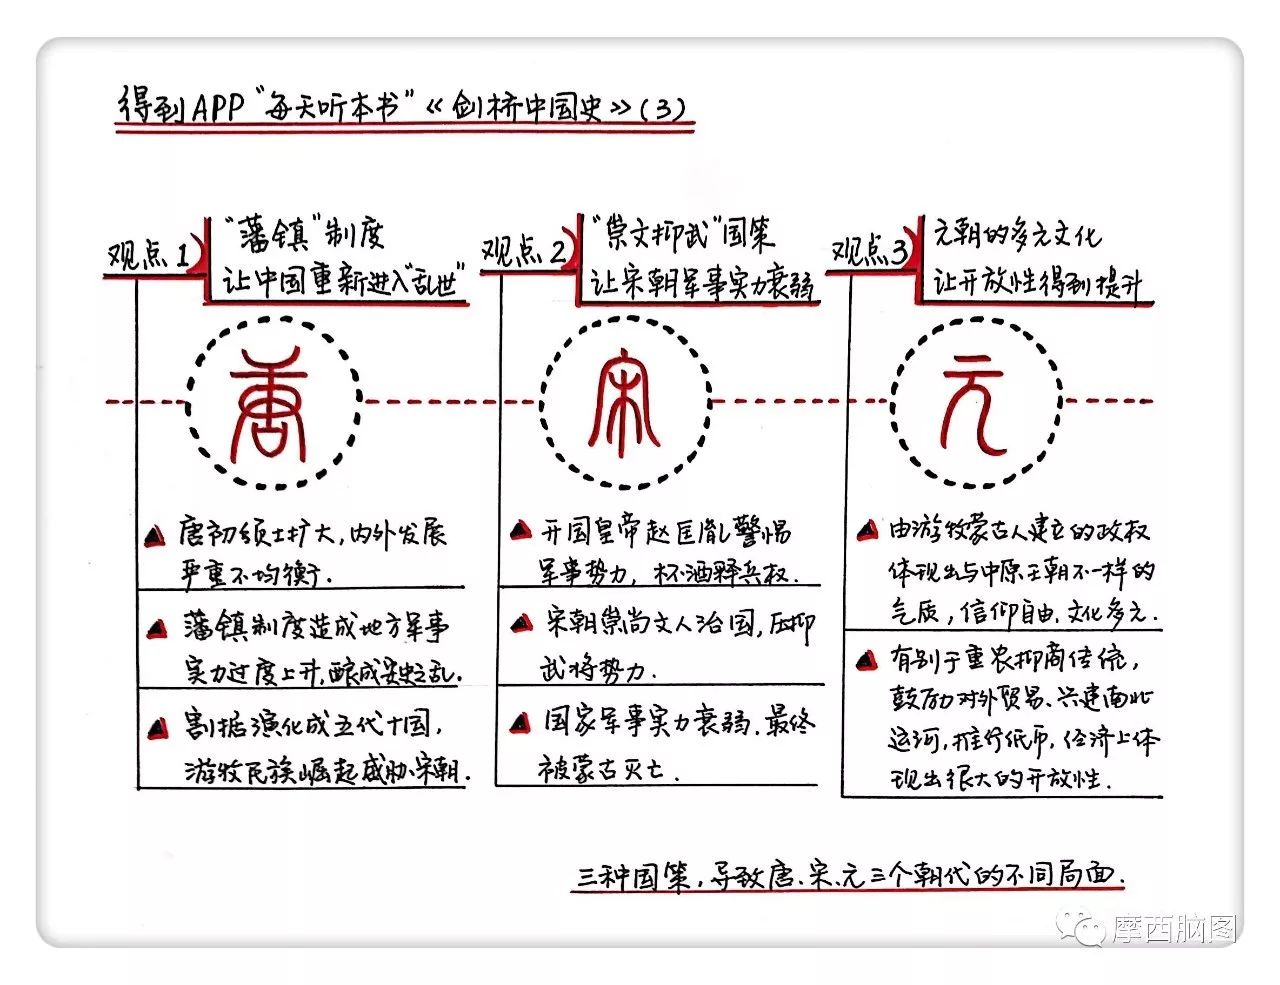 得到APP“每天听本书”《剑桥中国史》(3)
观点1
“藩镇”制度
让中国重新进入“乱世”
唐
唐初领土扩大,内外发展
严重不均衡.
藩镇制度造成地方军事
实力过度上升,酿成安史之乱.
割据演化成五代十国,
游牧民族崛起威胁宋朝.
观点2
“崇文抑武”国策
让宋朝军事实力衰弱
宋
开国皇帝赵匡胤警惕
军事势力,杯酒释兵权.
宋朝崇尚文人治国,压抑
武将势力.
国家军事实力衰弱.最终
被蒙古灭亡.
观点3
元朝的多元文化
让开放性得到提升
元
由游牧蒙古人建立的政权
体现出与中原王朝不一样的
气质,信仰自由.文化多元.
有别于重农抑商传统,
鼓励对外贸易、兴建南北
运河,推行纸币,经济上体
现出很大的开放性.
三种国策,导致唐、宋、元三个朝代的不同局面.
摩西脑图